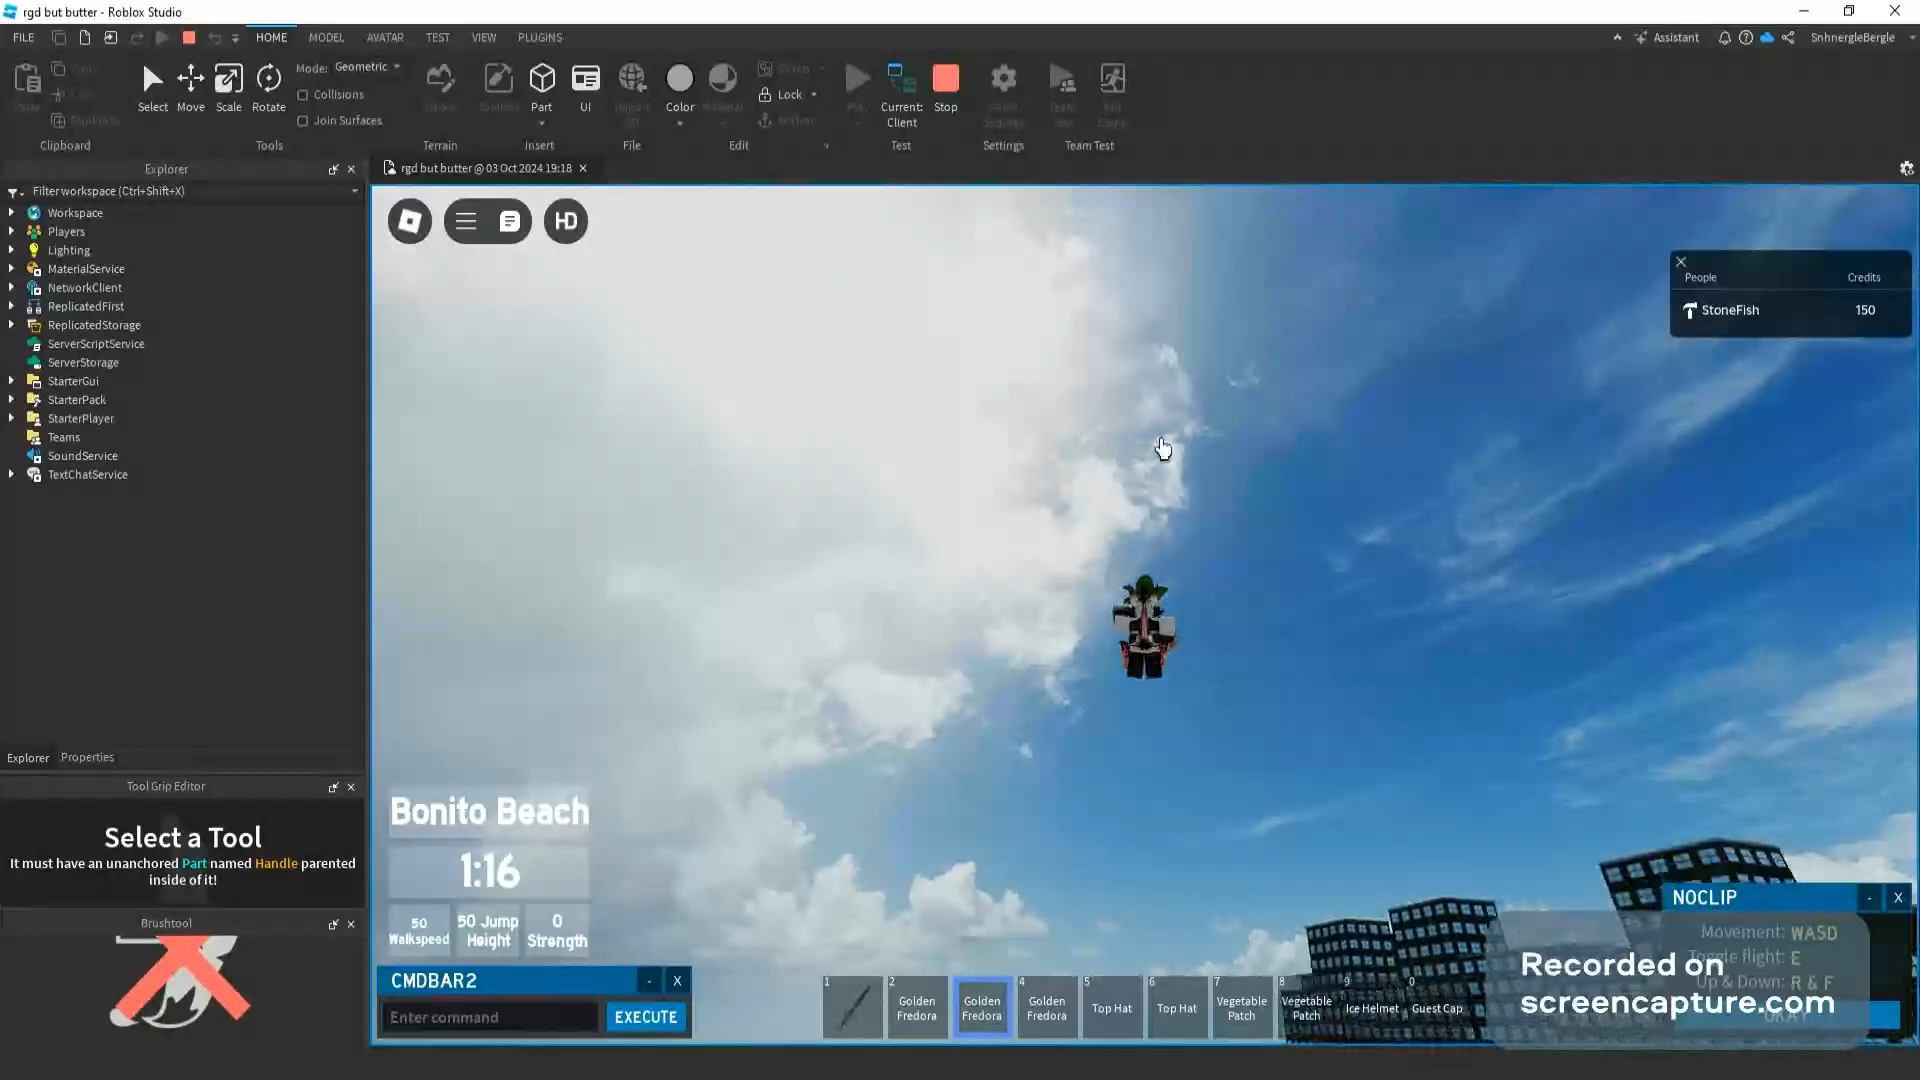 rgd but butter - Roblox Studio
FILE
HOME
MODEL
AVATAR
TEST
VIEW
PLUGINS
Assistant
SnhnergleBergle
Select
Move
Scale
Rotate
Mode: Geometric
Collisions
Join Surfaces
Part
UI
Color
Lock
Current:
Client
Stop
Clipboard
Tools
Terrain
Insert
File
Edit
Test
Settings
Team Test
Explorer
rgd but butter @ 03 Oct 2024 19:18
Filter workspace (Ctrl+Shift+X)
Workspace
Players
Lighting
MaterialService
NetworkClient
ReplicatedFirst
ReplicatedStorage
ServerScriptService
ServerStorage
StarterGui
StarterPack
StarterPlayer
Teams
SoundService
TextChatService
Explorer
Properties
Tool Grip Editor
Select a Tool
It must have an unanchored Part named Handle parented
inside of it!
Brushtool
HD
People
Credits
StoneFish
150
Bonito Beach
1:16
50
Walkspeed
50 Jump
Height
0
Strength
CMDBAR2
-
X
Enter command
EXECUTE
1
2
Golden
Fredora
Golden
Fredora
4
Golden
Fredora
5
Top Hat
6
Top Hat
7
Vegetable
Patch
8
Vegetable
Patch
9
Ice Helmet
0
Guest Cap
NOCLIP
-
X
Movement: WASD
Toggle flight: E
Up & Down: R & F
Recorded on
screencapture.com